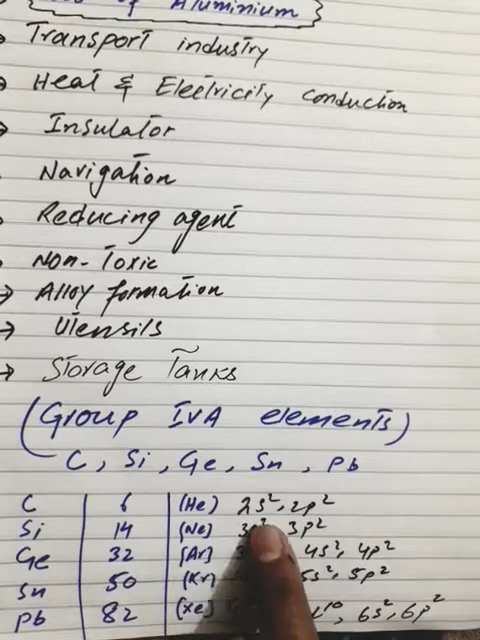 of Aluminium
Transport industry
Heat & Electricity conduction
Insulator
Navigation
Reducing agent
Non-Toxic
→ Alloy formation
→ Utensils
→ Storage Tanks
(Group IVA elements)
C, Si, Ge, Sn, Pb
C 6 (He) 2s², 2p²
Si 14 (Ne) 3p²
Ge 32 [Ar] 4s², 4p²
Sn 50 (Kr) 5s², 5p²
Pb 82 (Xe) 6s², 6p²